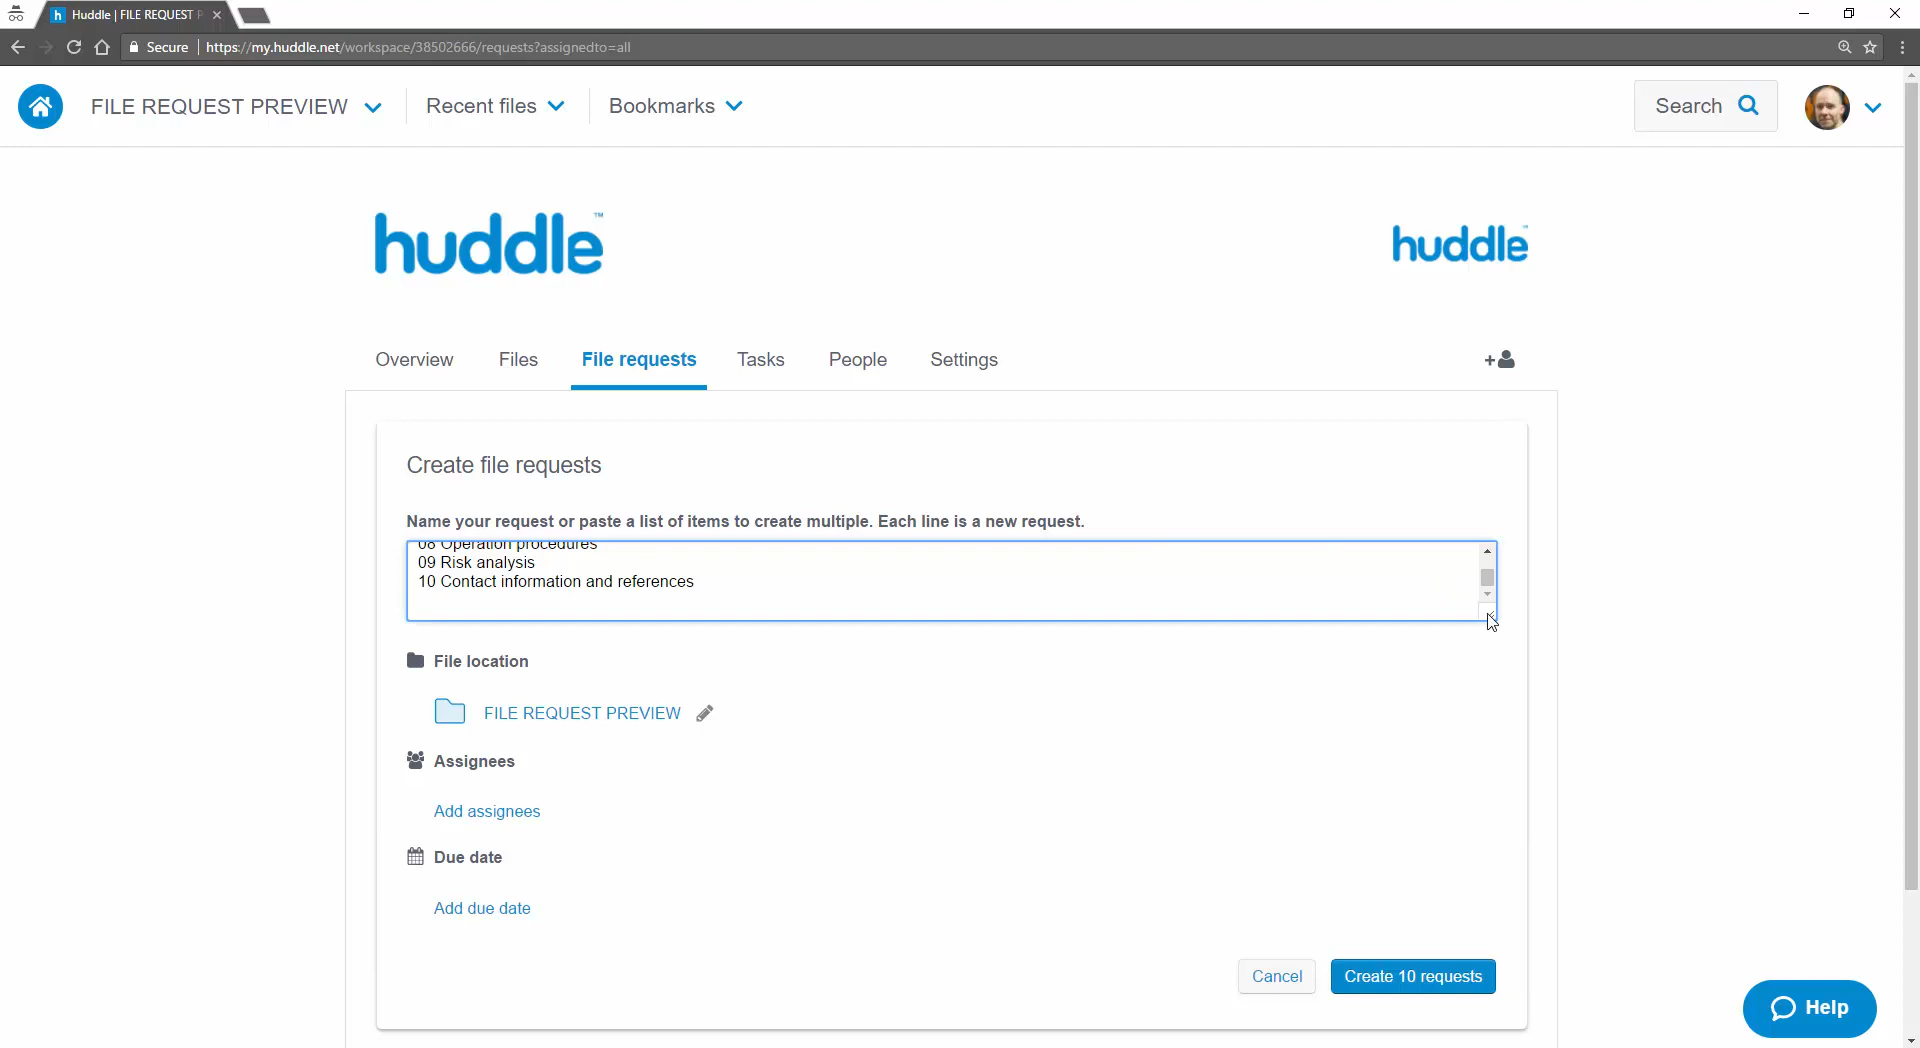 Huddle | FILE REQUEST P
Secure
https://my.huddle.net/workspace/38502666/requests?assignedto=all
FILE REQUEST PREVIEW
Recent files
Bookmarks
Search
huddle™
huddle
Overview
Files
File requests
Tasks
People
Settings
Create file requests
Name your request or paste a list of items to create multiple. Each line is a new request.
08 Operation procedures
09 Risk analysis
10 Contact information and references
File location
FILE REQUEST PREVIEW
Assignees
Add assignees
Due date
Add due date
Cancel
Create 10 requests
Help